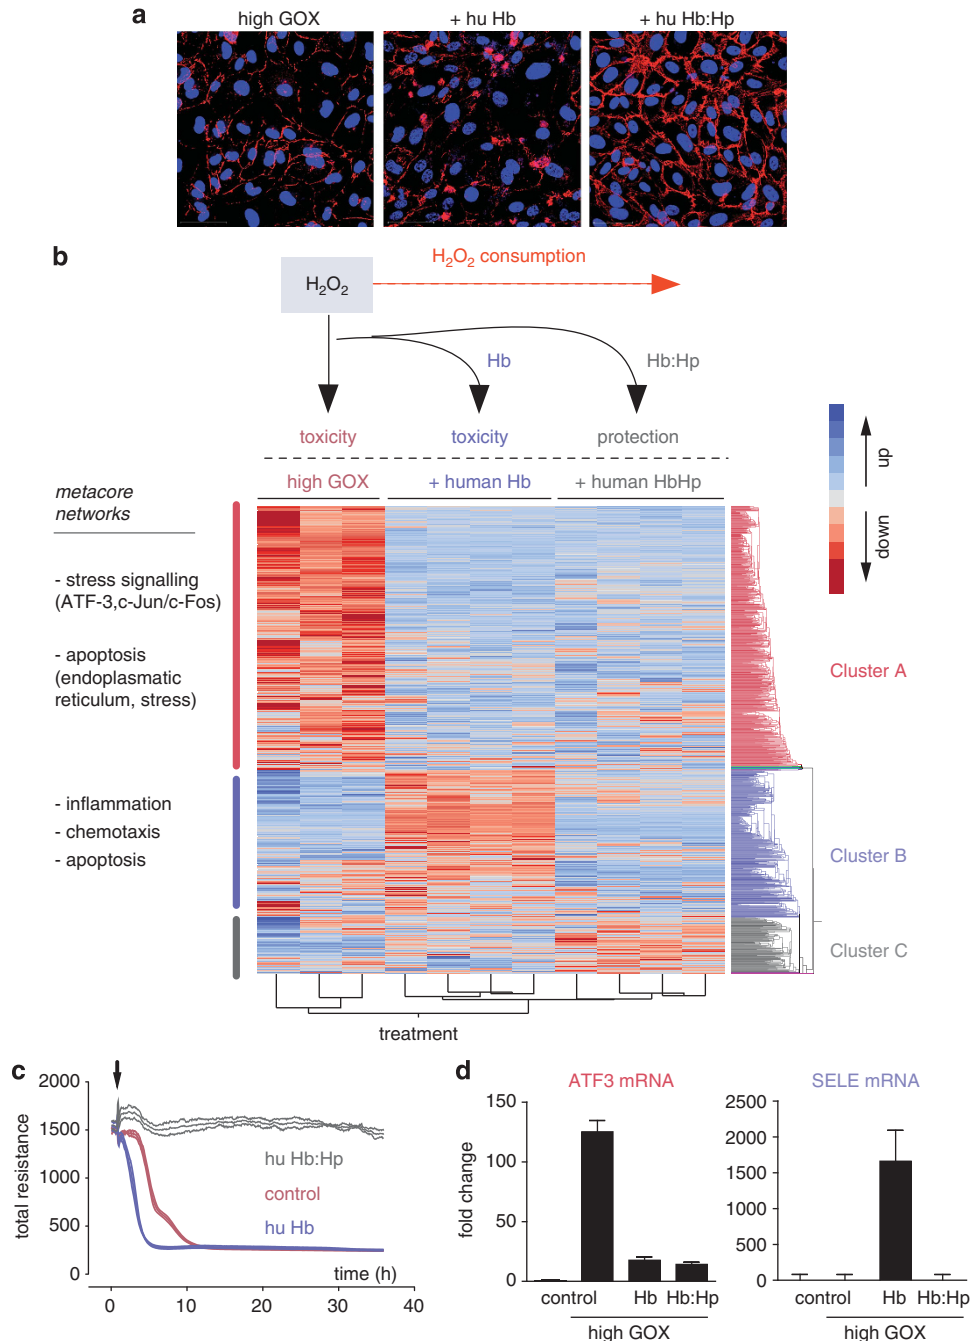 a
high GOX
+ hu Hb
+ hu Hb:Hp
b
H2O2 consumption
H2O2
Hb
Hb:Hp
toxicity
toxicity
protection
metacore
networks
high GOX
+ human Hb
+ human HbHp
up
down
- stress signalling
(ATF-3,c-Jun/c-Fos)
- apoptosis
(endoplasmatic
reticulum, stress)
- inflammation
- chemotaxis
- apoptosis
Cluster A
Cluster B
Cluster C
treatment
c
total resistance
2000
1500
1000
500
0
hu Hb:Hp
control
hu Hb
time (h)
0
10
20
30
40
d
ATF3 mRNA
fold change
150
100
50
0
control
Hb
Hb:Hp
high GOX
SELE mRNA
2500
2000
1500
1000
500
0
control
Hb
Hb:Hp
high GOX